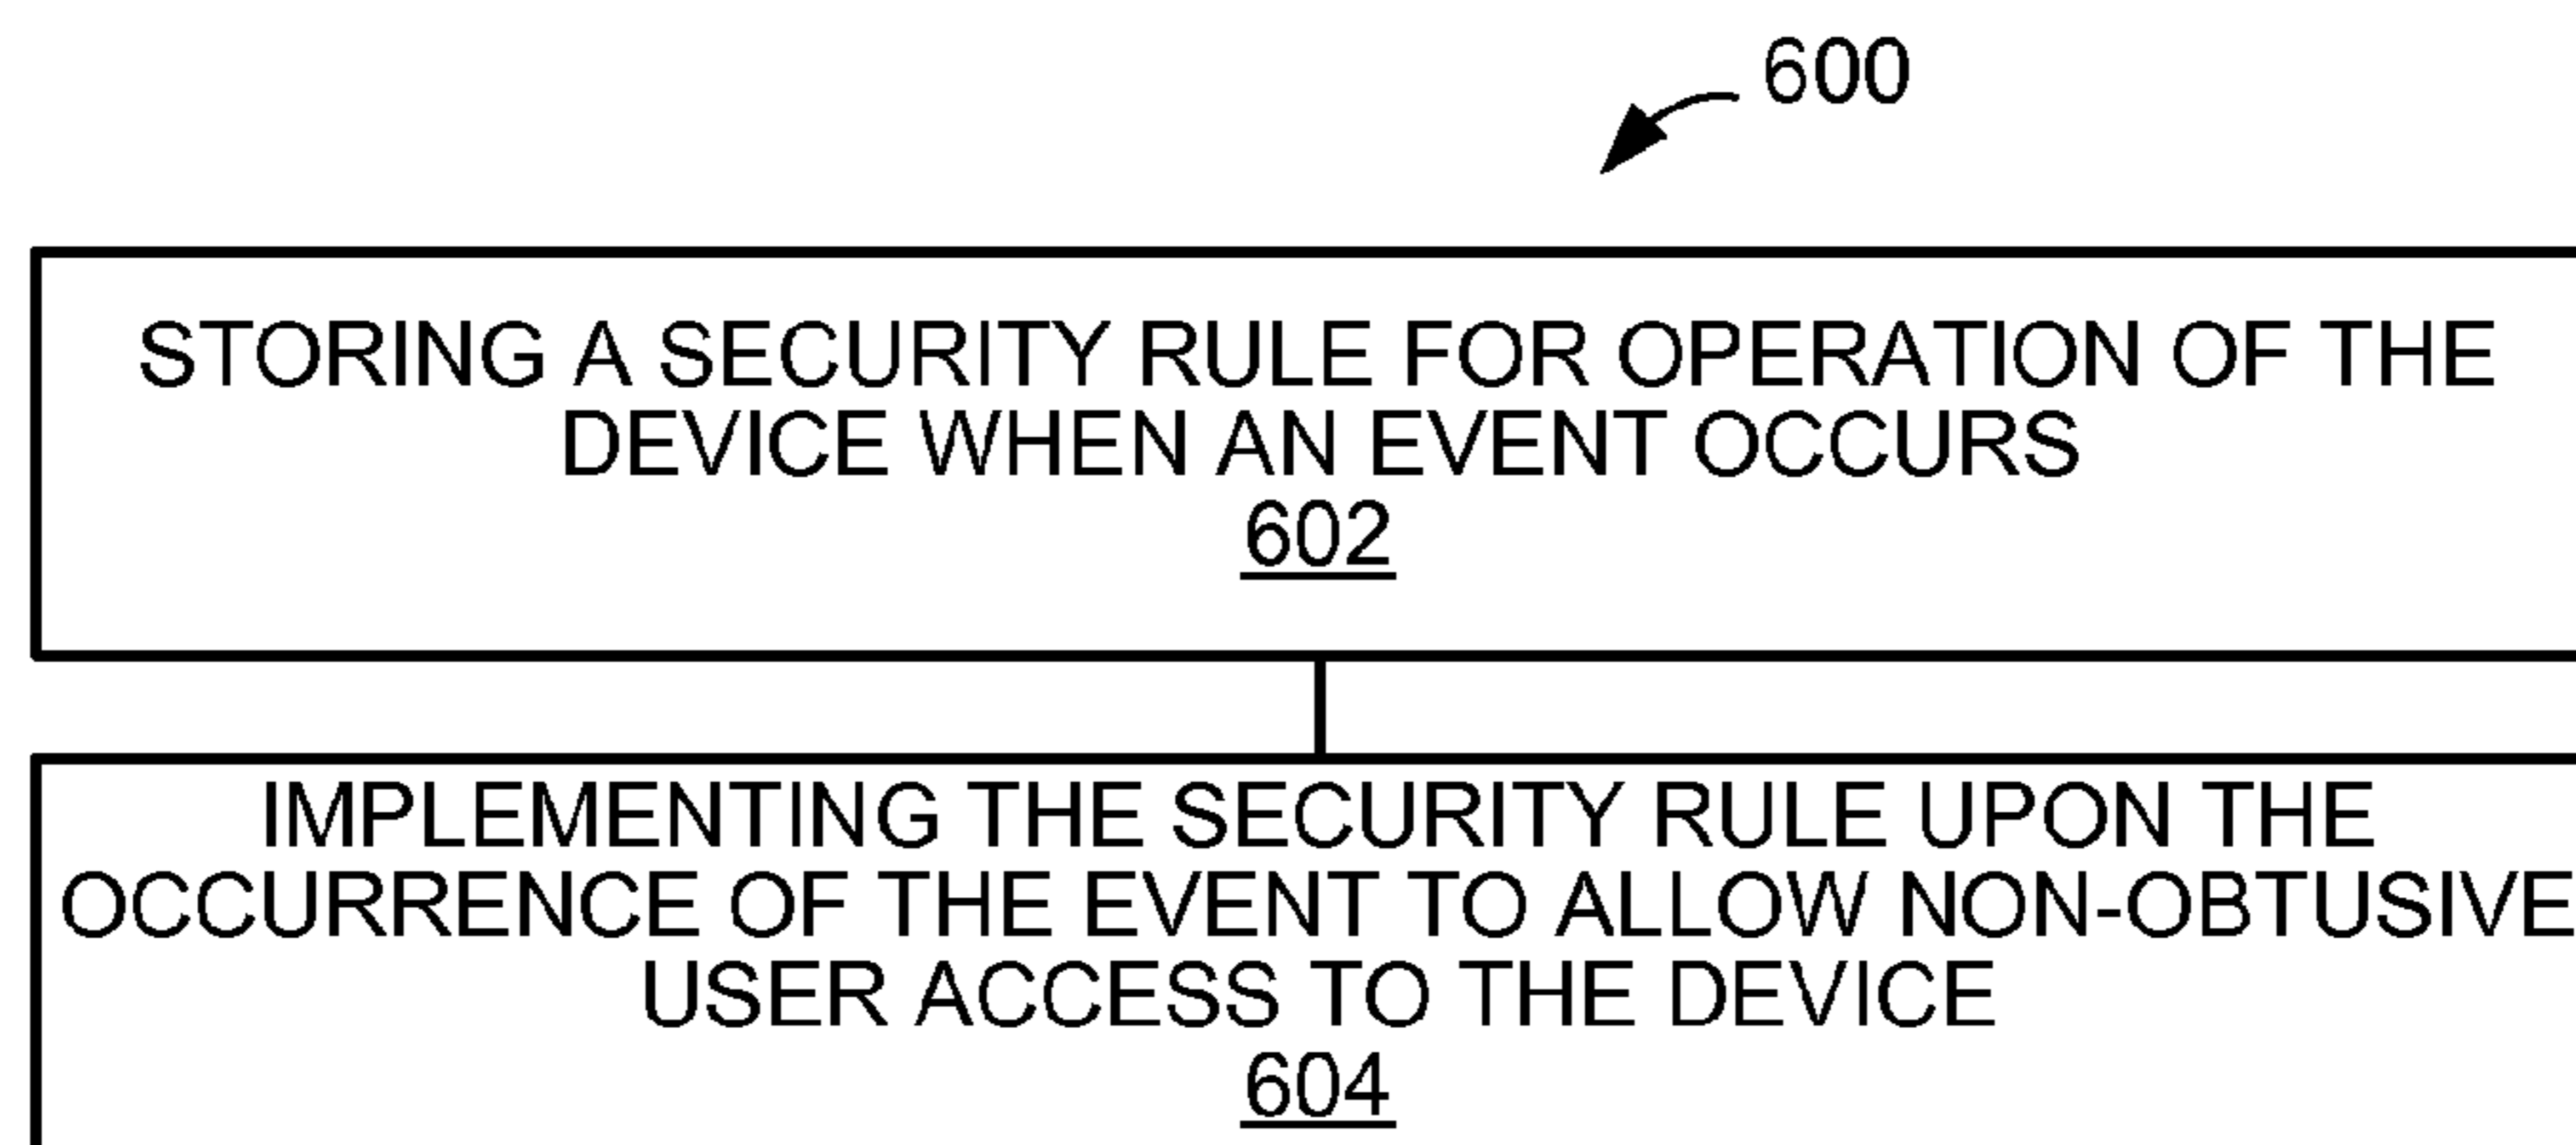 600
STORING A SECURITY RULE FOR OPERATION OF THE
DEVICE WHEN AN EVENT OCCURS
602
IMPLEMENTING THE SECURITY RULE UPON THE
OCCURRENCE OF THE EVENT TO ALLOW NON-OBTUSIVE
USER ACCESS TO THE DEVICE
604